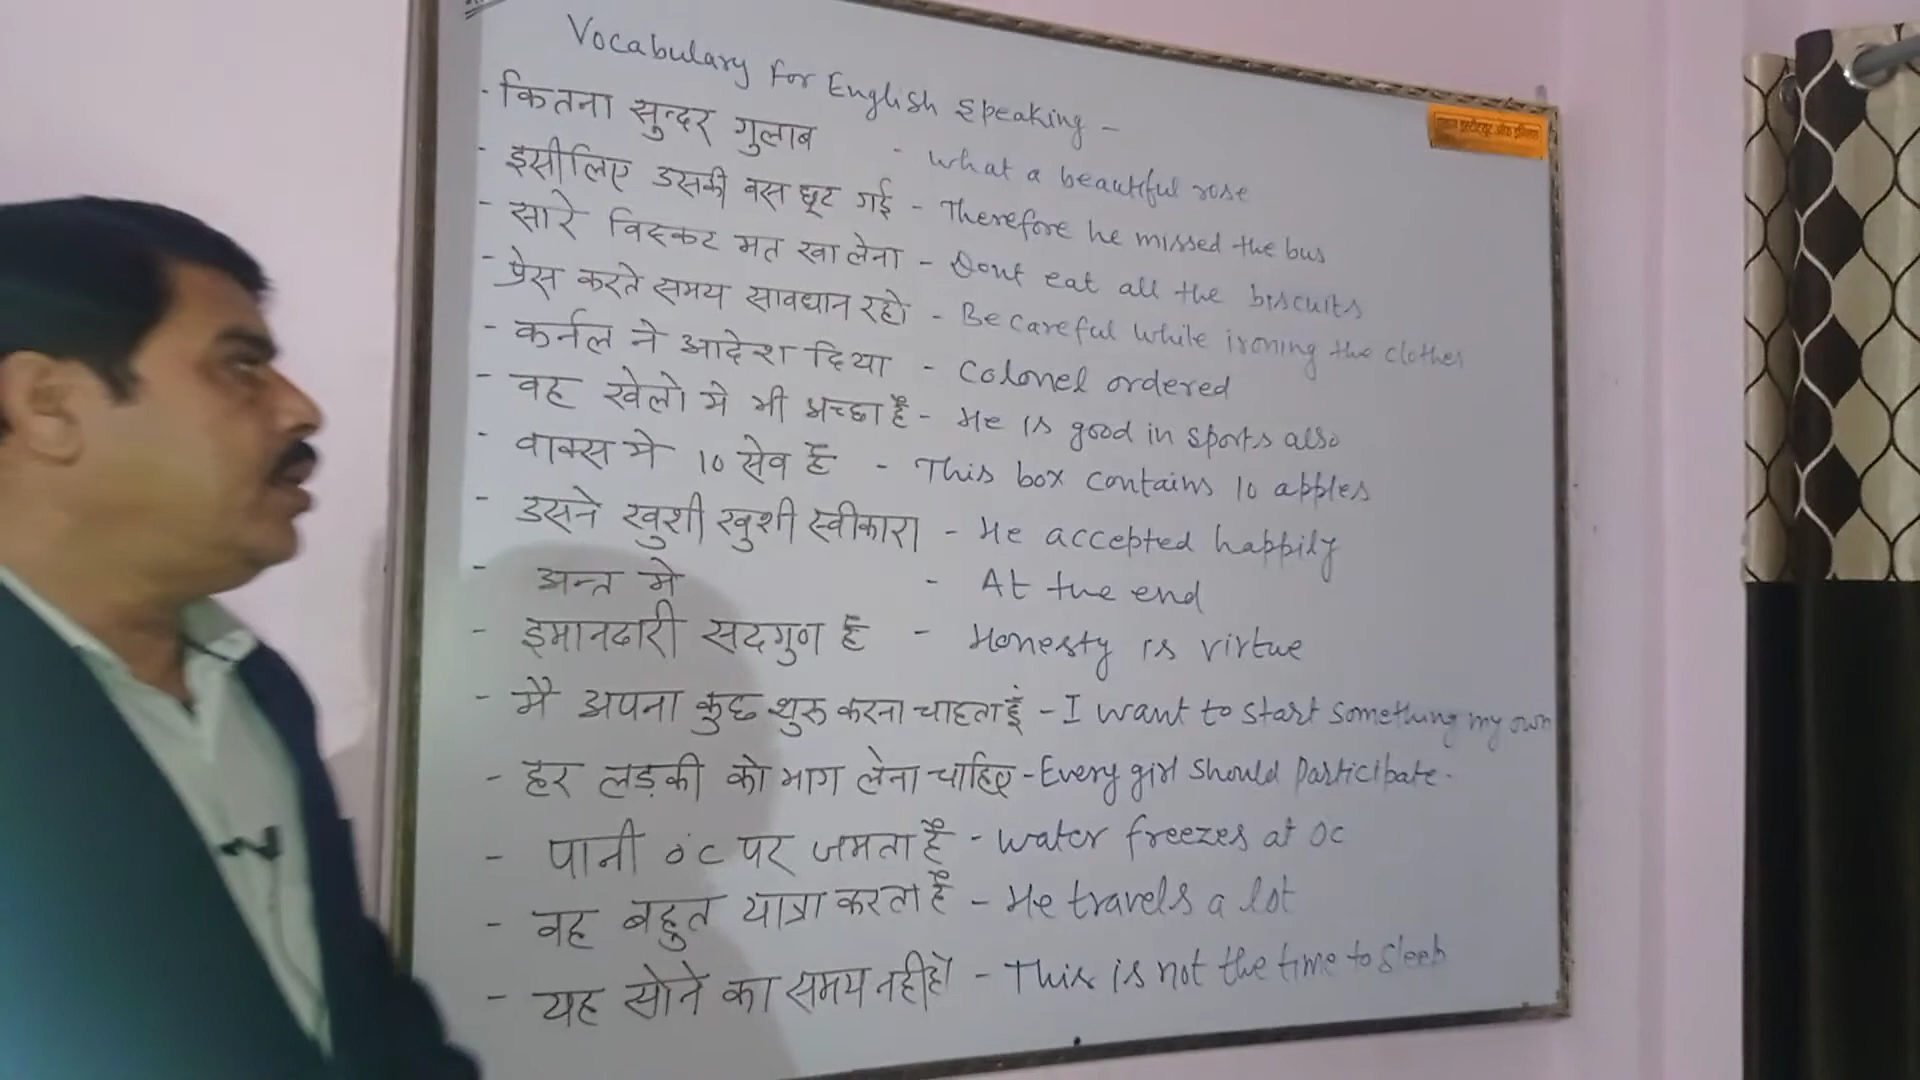 Vocabulary For English Speaking -
- कितना सुन्दर गुलाब - What a beautiful rose
- इसीलिए उसकी बस छूट गई - Therefore he missed the bus
- सारे विस्कट मत खा लेना - Dont eat all the biscuits
- प्रेस करते समय सावधान रहो - Be careful while ironing the clothes
- कर्नल ने आदेश दिया - Colonel ordered
- वह खेलो मे भी अच्छा है - He is good in sports also
- वाक्स मे 10 सेव है - This box contains 10 apples
- उसने खुशी खुशी स्वीकारा - He accepted happily
- अन्त मे - At the end
- इमानदारी सदगुण है - Honesty is virtue
- मै अपना कुछ शुरू करना चाहता हूं - I want to start something my own
- हर लड़की को भाग लेना चाहिए - Every girl should participate.
- पानी 0°C पर जमता है - Water freezes at 0c
- वह बहुत यात्रा करता है - He travels a lot
- यह सोने का समय नही है - This is not the time to sleep